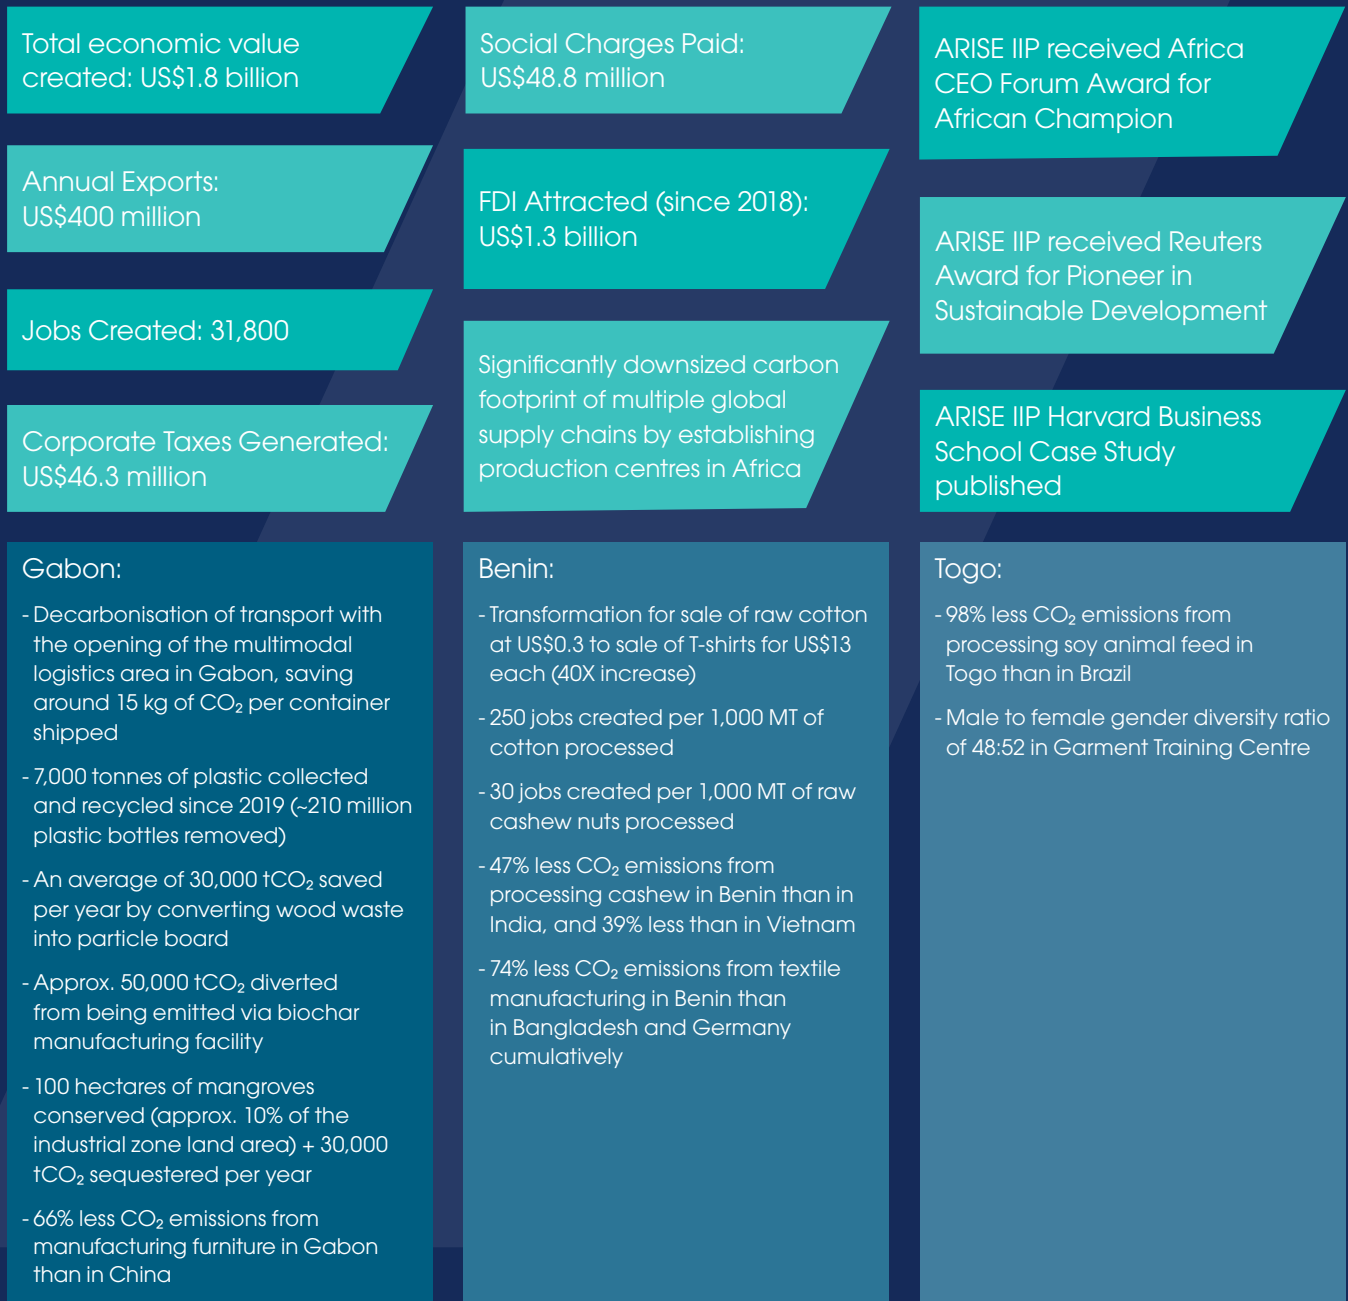 Total economic value
created: US$1.8 billion
Annual Exports:
US$400 million
Jobs Created: 31,800
Corporate Taxes Generated:
US$46.3 million
Social Charges Paid:
US$48.8 million
FDI Attracted (since 2018):
US$1.3 billion
Significantly downsized carbon
footprint of multiple global
supply chains by establishing
production centres in Africa
ARISE IIP received Africa
CEO Forum Award for
African Champion
ARISE IIP received Reuters
Award for Pioneer in
Sustainable Development
ARISE IIP Harvard Business
School Case Study
published
Gabon:
- Decarbonisation of transport with
the opening of the multimodal
logistics area in Gabon, saving
around 15 kg of CO₂ per container
shipped
- 7,000 tonnes of plastic collected
and recycled since 2019 (~210 million
plastic bottles removed)
- An average of 30,000 tCO₂ saved
per year by converting wood waste
into particle board
- Approx. 50,000 tCO₂ diverted
from being emitted via biochar
manufacturing facility
- 100 hectares of mangroves
conserved (approx. 10% of the
industrial zone land area) + 30,000
tCO₂ sequestered per year
- 66% less CO₂ emissions from
manufacturing furniture in Gabon
than in China
Benin:
- Transformation for sale of raw cotton
at US$0.3 to sale of T-shirts for US$13
each (40X increase)
- 250 jobs created per 1,000 MT of
cotton processed
- 30 jobs created per 1,000 MT of raw
cashew nuts processed
- 47% less CO₂ emissions from
processing cashew in Benin than in
India, and 39% less than in Vietnam
- 74% less CO₂ emissions from textile
manufacturing in Benin than
in Bangladesh and Germany
cumulatively
Togo:
- 98% less CO₂ emissions from
processing soy animal feed in
Togo than in Brazil
- Male to female gender diversity ratio
of 48:52 in Garment Training Centre